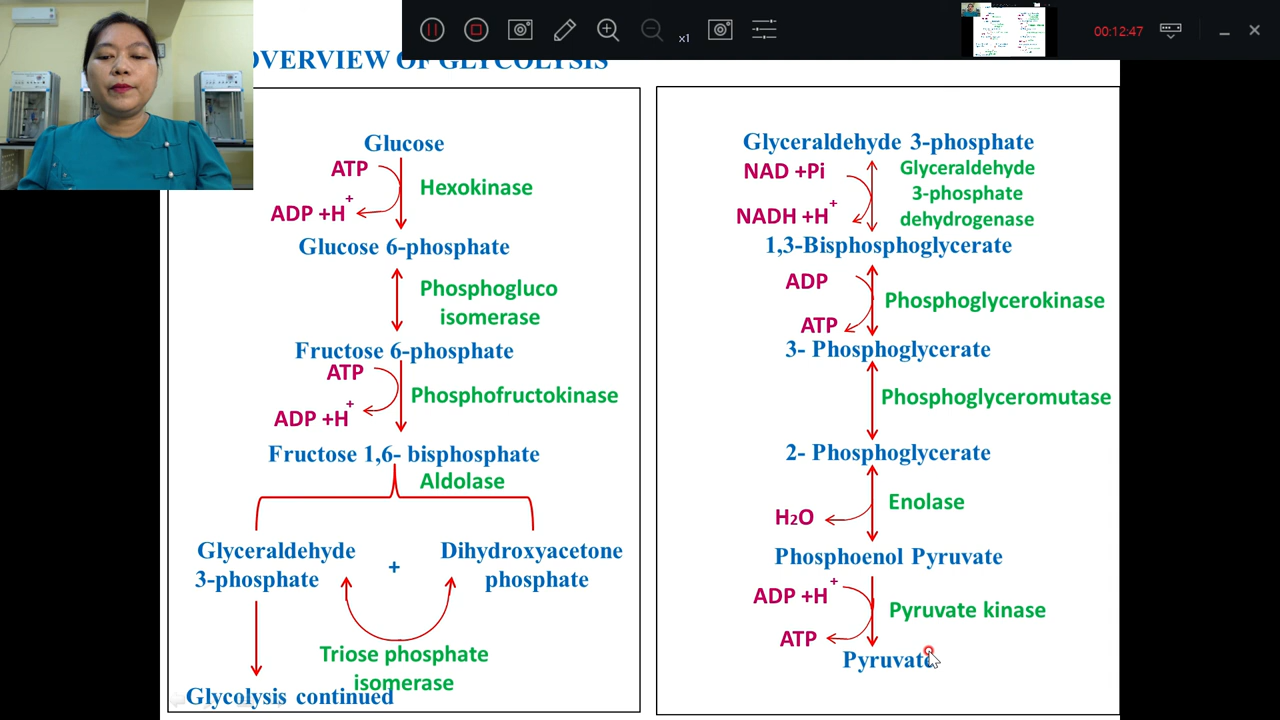 x1
00:12:47
OVERVIEW OF GLYCOLYSIS
Glucose
ATP
Hexokinase
ADP +H+
Glucose 6-phosphate
Phosphogluco
isomerase
Fructose 6-phosphate
ATP
Phosphofructokinase
ADP +H+
Fructose 1,6- bisphosphate
Aldolase
Glyceraldehyde
3-phosphate
+
Dihydroxyacetone
phosphate
Triose phosphate
isomerase
Glycolysis continued
Glyceraldehyde 3-phosphate
NAD +Pi
Glyceraldehyde
3-phosphate
dehydrogenase
NADH +H+
1,3-Bisphosphoglycerate
ADP
Phosphoglycerokinase
ATP
3- Phosphoglycerate
Phosphoglyceromutase
2- Phosphoglycerate
Enolase
H2O
Phosphoenol Pyruvate
ADP +H+
Pyruvate kinase
ATP
Pyruvate